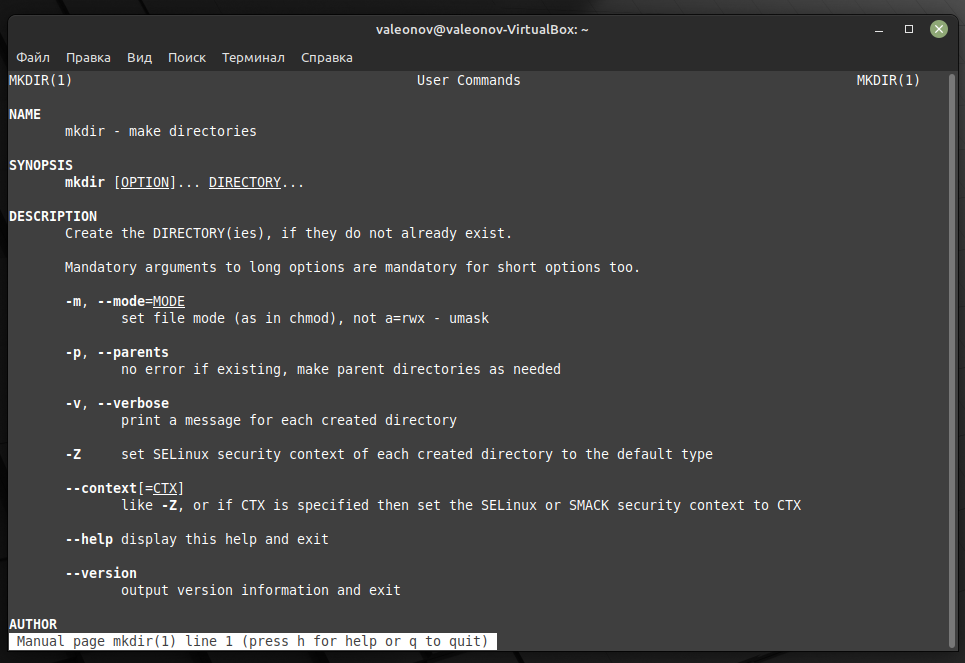 valeonov@valeonov-VirtualBox: ~
Файл Правка Вид Поиск Терминал Справка
MKDIR(1) User Commands MKDIR(1)
NAME
mkdir - make directories
SYNOPSIS
mkdir [OPTION]... DIRECTORY...
DESCRIPTION
Create the DIRECTORY(ies), if they do not already exist.
Mandatory arguments to long options are mandatory for short options too.
-m, --mode=MODE
set file mode (as in chmod), not a=rwx - umask
-p, --parents
no error if existing, make parent directories as needed
-v, --verbose
print a message for each created directory
-Z set SELinux security context of each created directory to the default type
--context[=CTX]
like -Z, or if CTX is specified then set the SELinux or SMACK security context to CTX
--help display this help and exit
--version
output version information and exit
AUTHOR
Manual page mkdir(1) line 1 (press h for help or q to quit)